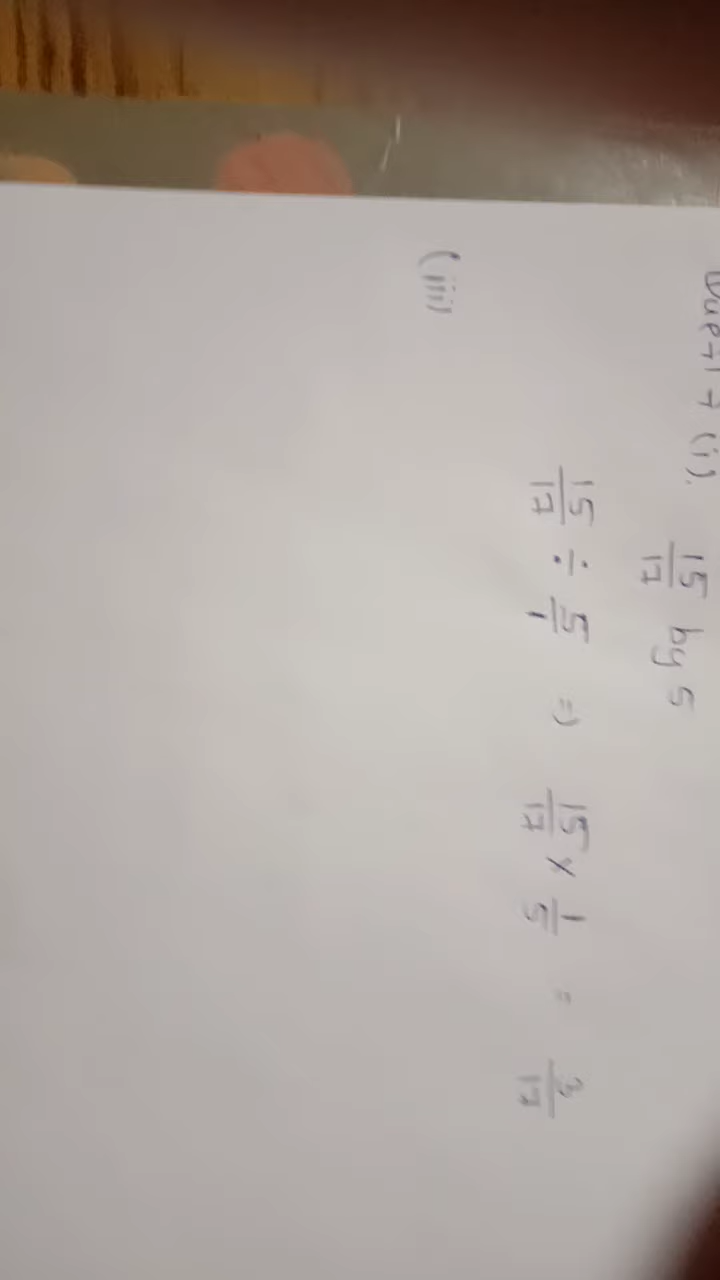 (i). 15/17 by 5
15/17 ÷ 5/1 => 15/17 × 1/5 = 3/17
(iii)